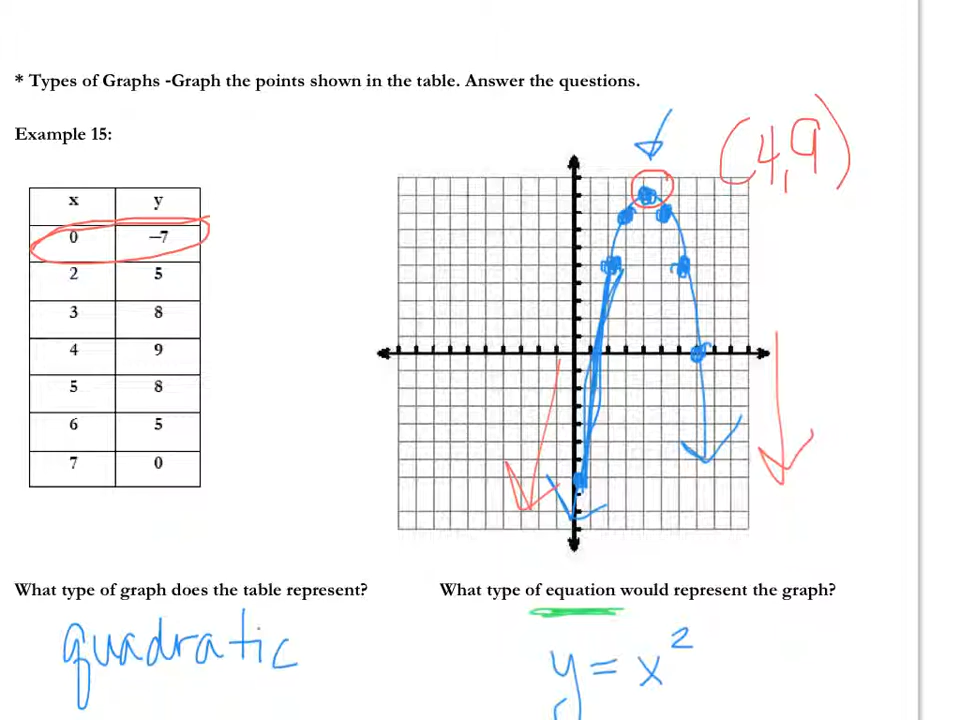 * Types of Graphs -Graph the points shown in the table. Answer the questions.
Example 15:
(4,9)
x y
0 –7
2 5
3 8
4 9
5 8
6 5
7 0
What type of graph does the table represent?
What type of equation would represent the graph?
quadratic
y = x²